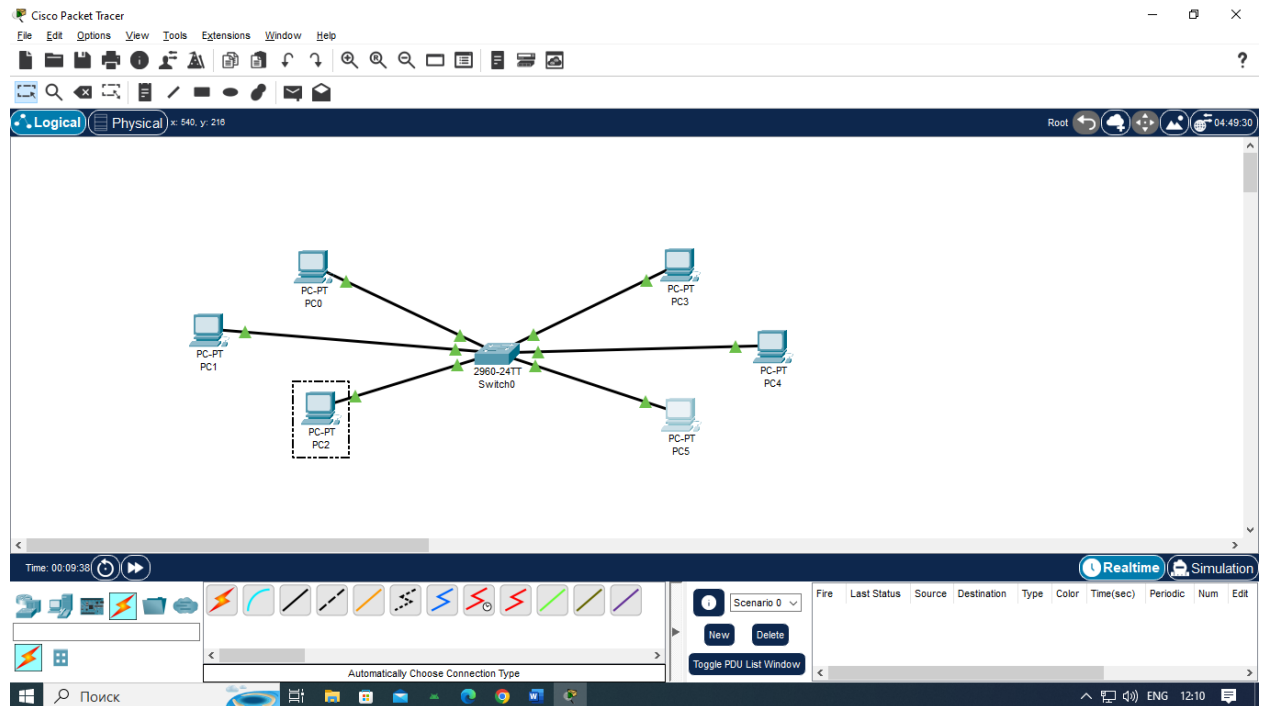 Cisco Packet Tracer
File Edit Options View Tools Extensions Window Help
?
Logical Physical x: 540, y: 216 Root 04:49:30
PC-PT
PC0
PC-PT
PC3
PC-PT
PC1
2960-24TT
Switch0
PC-PT
PC4
PC-PT
PC2
PC-PT
PC5
Time: 00:09:38 Realtime Simulation
Scenario 0
New Delete
Toggle PDU List Window
Fire Last Status Source Destination Type Color Time(sec) Periodic Num Edit
Automatically Choose Connection Type
Поиск ENG 12:10